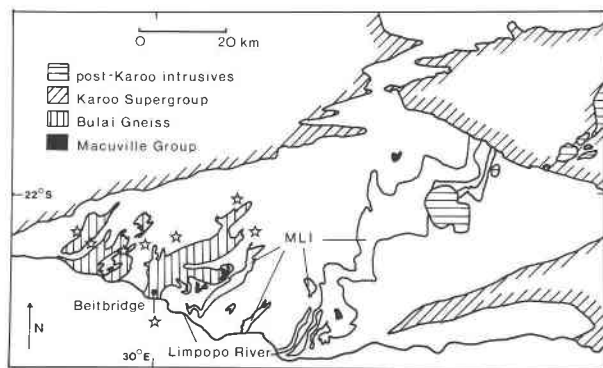 0 20 km
post-Karoo intrusives
Karoo Supergroup
Bulai Gneiss
Macuville Group
22°S
MLI
Beitbridge
N
Limpopo River
30°E